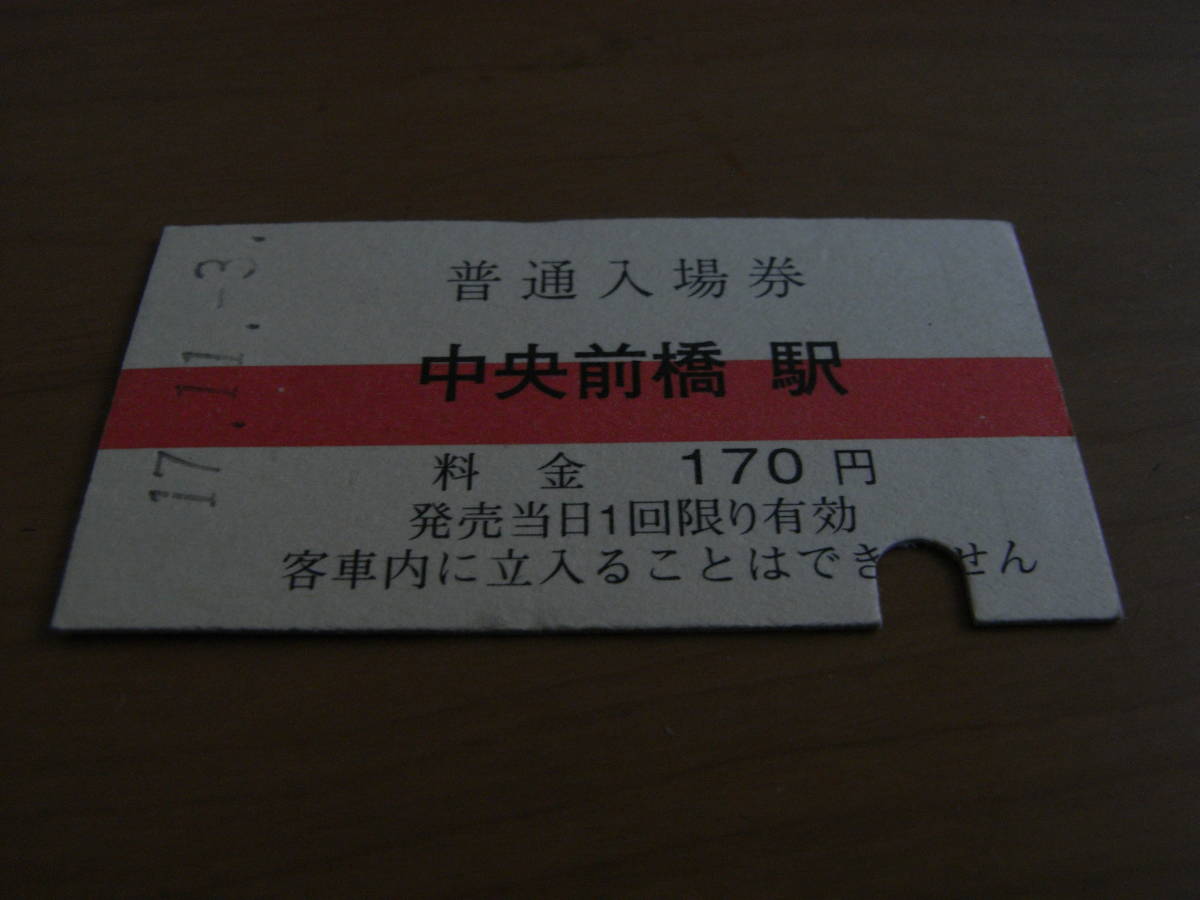 普通入場券
中央前橋 駅
料 金 170 円
発売当日1回限り有効
客車内に立入ることはでき せん
17.11.-3.